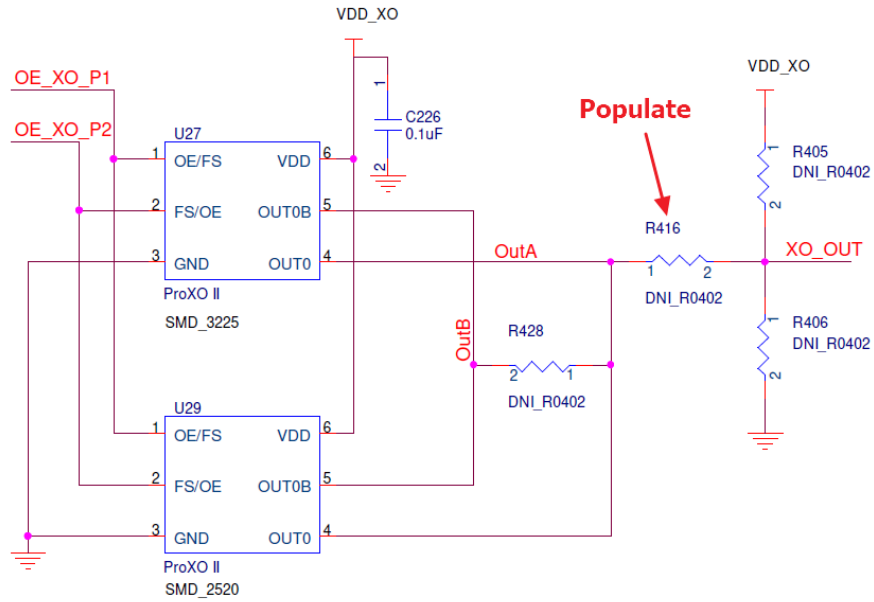 VDD_XO
OE_XO_P1
OE_XO_P2
1
2
C226
0.1uF
U27
1
OE/FS
VDD
6
2
FS/OE
OUT0B
5
3
GND
OUT0
4
ProXO II
SMD_3225
OutA
OutB
Populate
R416
1
2
DNI_R0402
VDD_XO
1
R405
DNI_R0402
2
XO_OUT
1
R406
DNI_R0402
2
R428
2
1
DNI_R0402
U29
1
OE/FS
VDD
6
2
FS/OE
OUT0B
5
3
GND
OUT0
4
ProXO II
SMD_2520